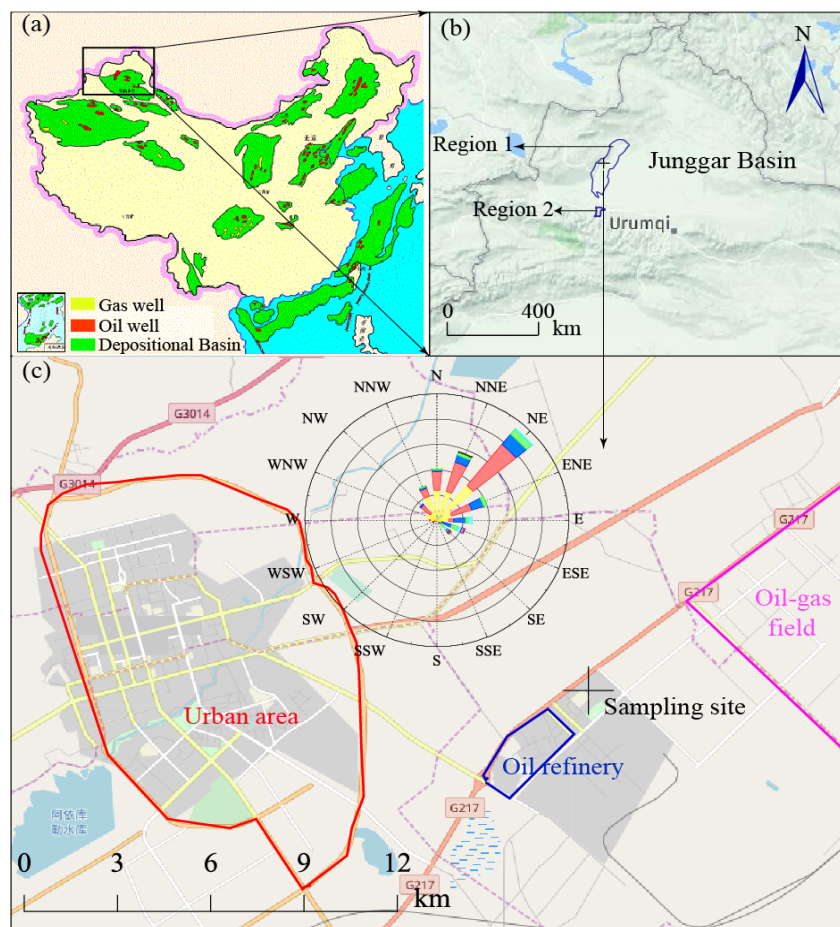 (a)
北京
Gas well
Oil well
Depositional Basin
(b)
N
Region 1
Junggar Basin
Region 2
Urumqi
0 400
km
(c)
N
NNW
NNE
NW
NE
WNW
ENE
W
E
WSW
ESE
SW
SE
SSW
SSE
S
G3014
G3014
G217
G217
Oil-gas
field
Sampling site
Urban area
Oil refinery
G217
阿依库
勒水库
G217
0 3 6 9 12
km